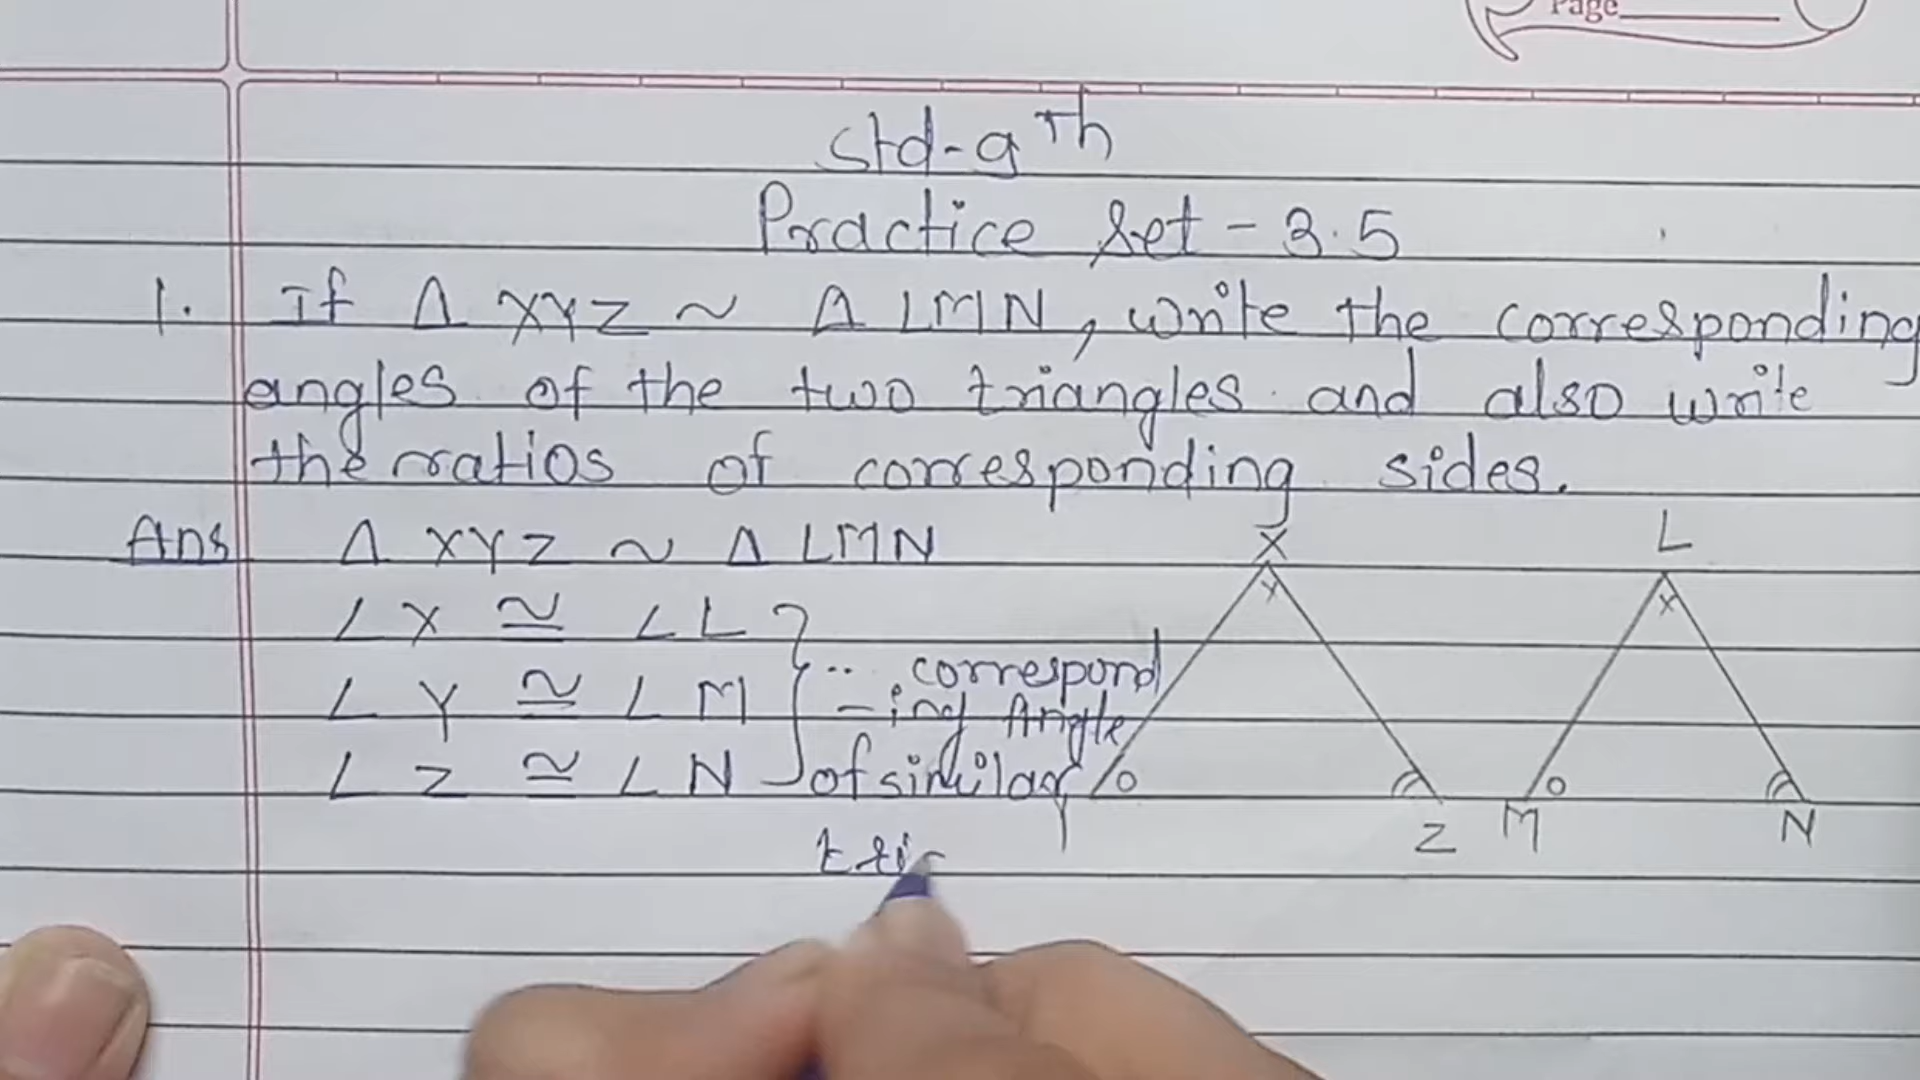 Page
Std-9th
Practice Set - 3.5
1. If Δ XYZ ~ Δ LMN, write the corresponding
angles of the two triangles and also write
the ratios of corresponding sides.
Ans Δ XYZ ~ Δ LMN
∠X ≅ ∠L
∠Y ≅ ∠M
∠Z ≅ ∠N
.. correspond
-ing Angle
of similar
tri
X
x
Z
L
x
M
N